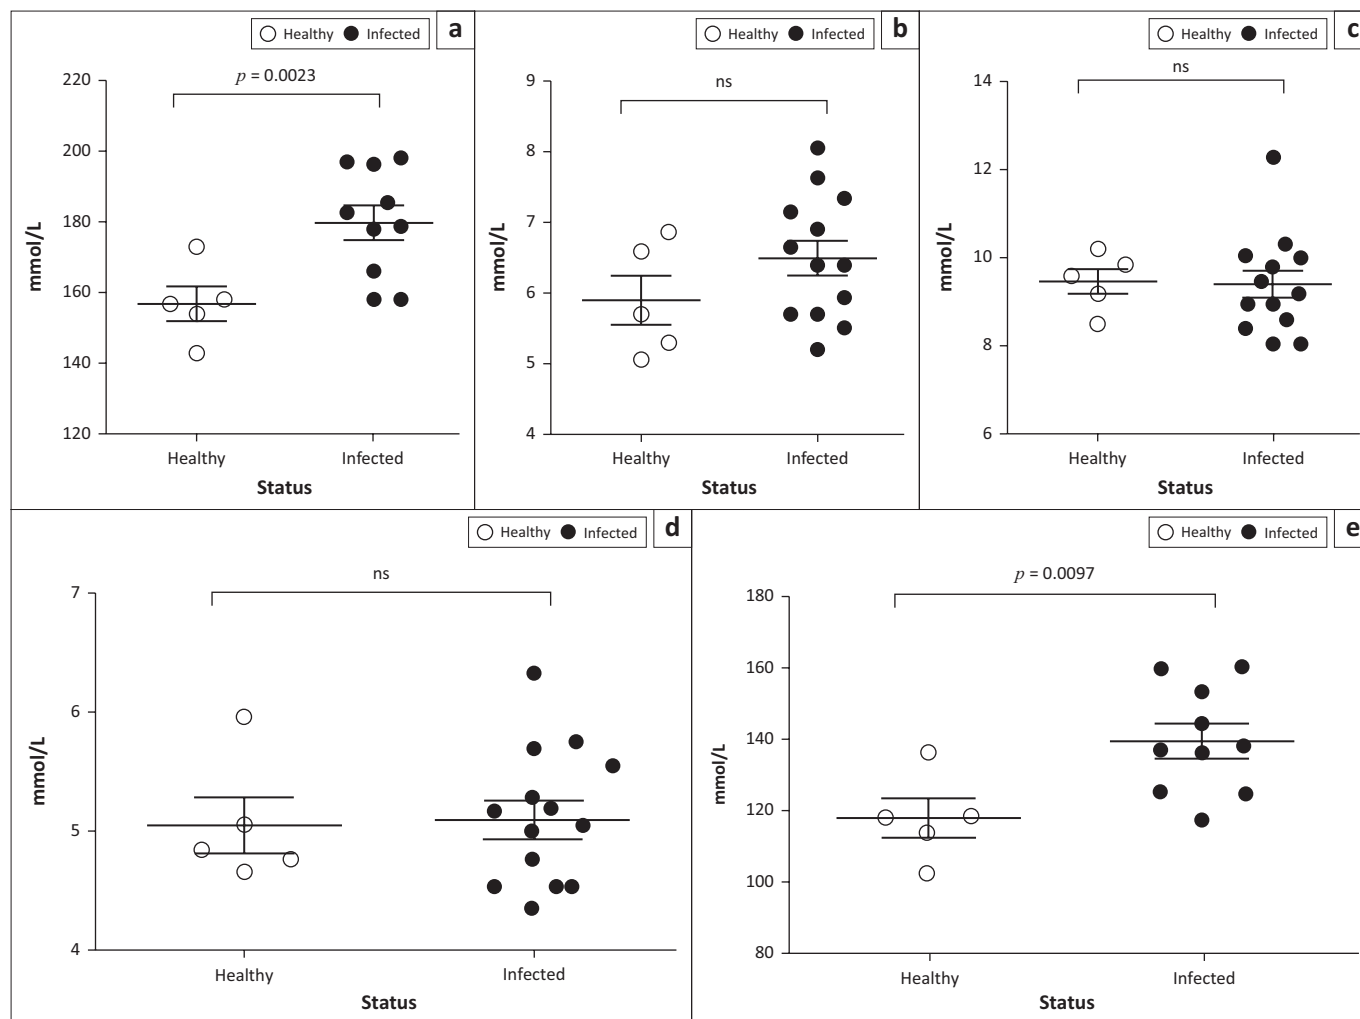 Healthy Infected a
p = 0.0023
220
200
180
160
140
120
mmol/L
Healthy Infected
Status
Healthy Infected b
ns
9
8
7
6
5
4
mmol/L
Healthy Infected
Status
Healthy Infected c
ns
14
12
10
8
6
mmol/L
Healthy Infected
Status
Healthy Infected d
ns
7
6
5
4
mmol/L
Healthy Infected
Status
Healthy Infected e
p = 0.0097
180
160
140
120
100
80
mmol/L
Healthy Infected
Status